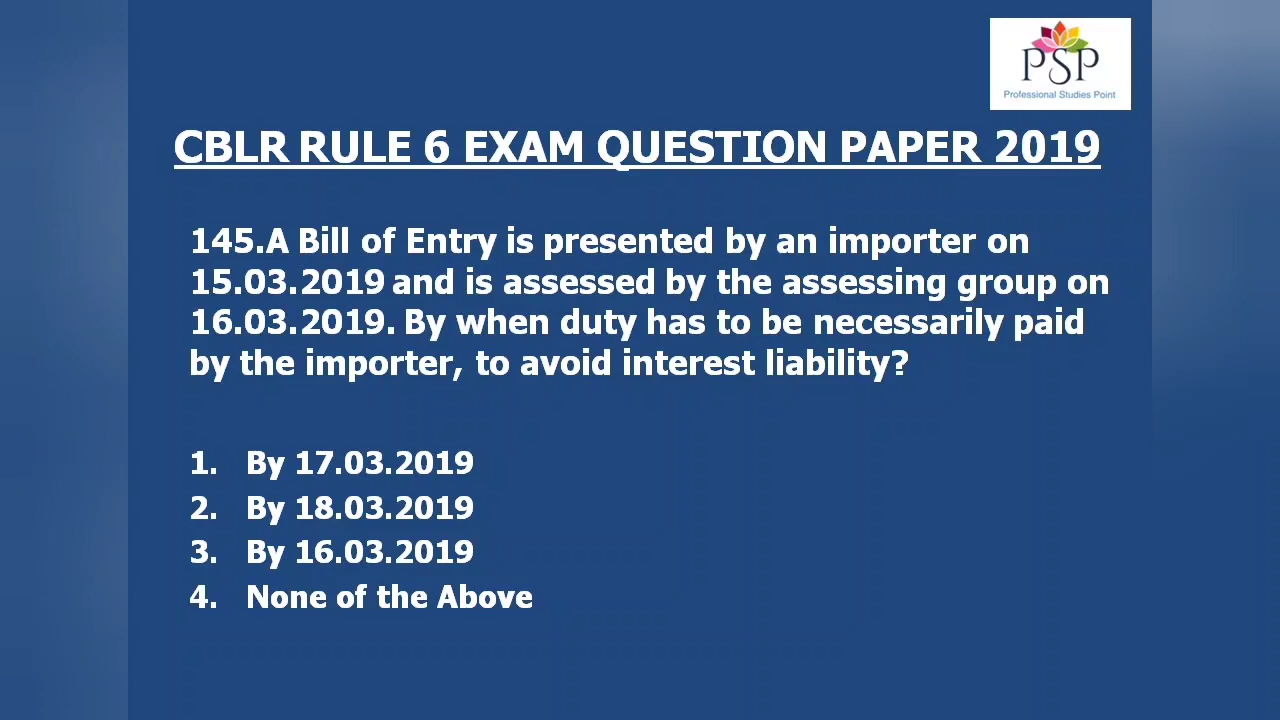 PSP
Professional Studies Point
CBLR RULE 6 EXAM QUESTION PAPER 2019
145.A Bill of Entry is presented by an importer on
15.03.2019 and is assessed by the assessing group on
16.03.2019. By when duty has to be necessarily paid
by the importer, to avoid interest liability?
1. By 17.03.2019
2. By 18.03.2019
3. By 16.03.2019
4. None of the Above